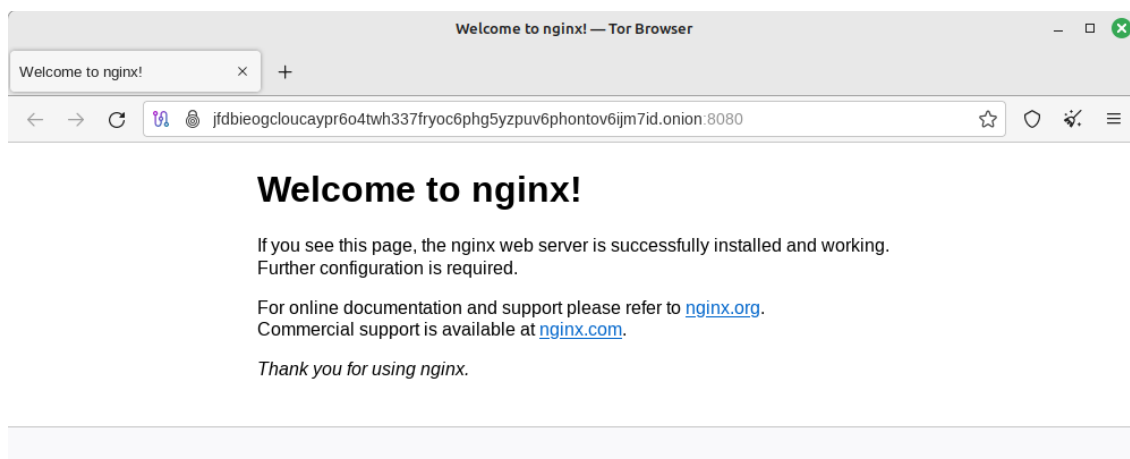 Welcome to nginx! — Tor Browser
Welcome to nginx!
jfdbieogcloucaypr6o4twh337fryoc6phg5yzpuv6phontov6ijm7id.onion:8080
Welcome to nginx!
If you see this page, the nginx web server is successfully installed and working.
Further configuration is required.
For online documentation and support please refer to nginx.org.
Commercial support is available at nginx.com.
Thank you for using nginx.